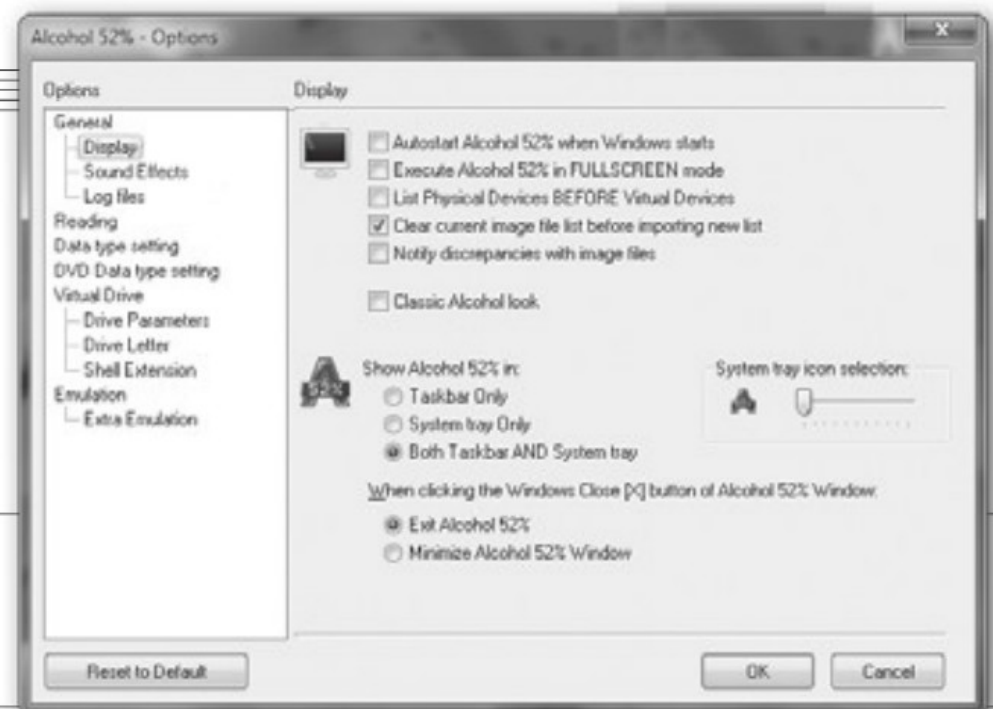 Alcohol 52% - Options
Options
General
Display
Sound Effects
Log files
Reading
Data type setting
DVD Data type setting
Virtual Drive
Drive Parameters
Drive Letter
Shell Extension
Emulation
Extra Emulation
Display
Autostart Alcohol 52% when Windows starts
Execute Alcohol 52% in FULLSCREEN mode
List Physical Devices BEFORE Virtual Devices
Clear current image file list before importing new list
Notify discrepancies with image files
Classic Alcohol look
52%
Show Alcohol 52% in:
Taskbar Only
System tray Only
Both Taskbar AND System tray
System tray icon selection:
When clicking the Windows Close [X] button of Alcohol 52% Window:
Exit Alcohol 52%
Minimize Alcohol 52% Window
Reset to Default
OK
Cancel